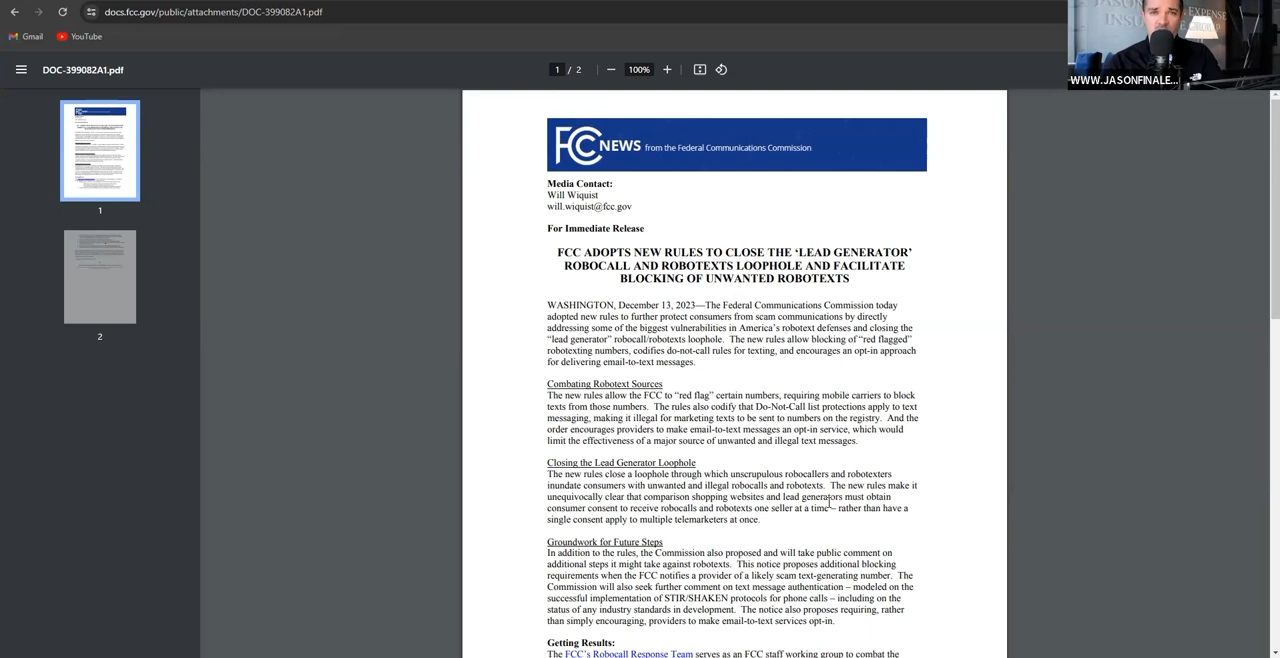 docs.fcc.gov/public/attachments/DOC-399082A1.pdf
Gmail YouTube
EXPENSE
WWW.JASONFINALE...
DOC-399082A1.pdf
1 / 2 — 100% +
1
2
FCC NEWS from the Federal Communications Commission
Media Contact:
Will Wiquist
will.wiquist@fcc.gov
For Immediate Release
FCC ADOPTS NEW RULES TO CLOSE THE ‘LEAD GENERATOR’
ROBOCALL AND ROBOTEXTS LOOPHOLE AND FACILITATE
BLOCKING OF UNWANTED ROBOTEXTS
WASHINGTON, December 13, 2023—The Federal Communications Commission today
adopted new rules to further protect consumers from scam communications by directly
addressing some of the biggest vulnerabilities in America’s robotext defenses and closing the
“lead generator” robocall/robotexts loophole. The new rules allow blocking of “red flagged”
robotexting numbers, codifies do-not-call rules for texting, and encourages an opt-in approach
for delivering email-to-text messages.
Combating Robotext Sources
The new rules allow the FCC to “red flag” certain numbers, requiring mobile carriers to block
texts from those numbers. The rules also codify that Do-Not-Call list protections apply to text
messaging, making it illegal for marketing texts to be sent to numbers on the registry. And the
order encourages providers to make email-to-text messages an opt-in service, which would
limit the effectiveness of a major source of unwanted and illegal text messages.
Closing the Lead Generator Loophole
The new rules close a loophole through which unscrupulous robocallers and robotexters
inundate consumers with unwanted and illegal robocalls and robotexts. The new rules make it
unequivocally clear that comparison shopping websites and lead generators must obtain
consumer consent to receive robocalls and robotexts one seller at a time – rather than have a
single consent apply to multiple telemarketers at once.
Groundwork for Future Steps
In addition to the rules, the Commission also proposed and will take public comment on
additional steps it might take against robotexts. This notice proposes additional blocking
requirements when the FCC notifies a provider of a likely scam text-generating number. The
Commission will also seek further comment on text message authentication – modeled on the
successful implementation of STIR/SHAKEN protocols for phone calls – including on the
status of any industry standards in development. The notice also proposes requiring, rather
than simply encouraging, providers to make email-to-text services opt-in.
Getting Results:
The FCC’s Robocall Response Team serves as an FCC staff working group to combat the